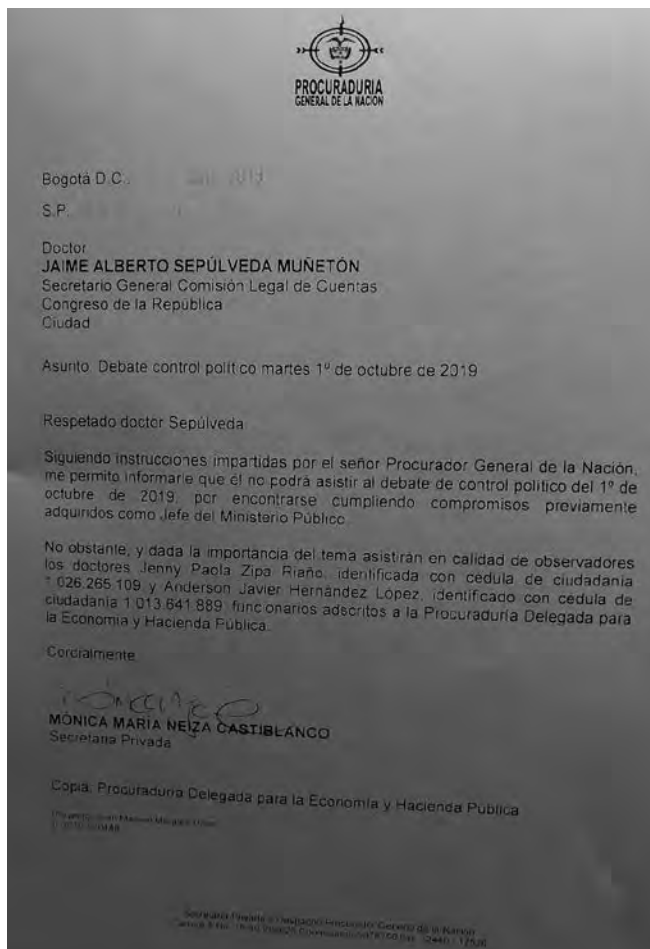 PROCURADURIA
GENERAL DE LA NACION
Bogotá D.C.,
2019
S.P.
Doctor
JAIME ALBERTO SEPÚLVEDA MUÑETÓN
Secretario General Comisión Legal de Cuentas
Congreso de la República
Ciudad
Asunto: Debate control político martes 1º de octubre de 2019
Respetado doctor Sepúlveda
Siguiendo instrucciones impartidas por el señor Procurador General de la Nación,
me permito informarle que él no podrá asistir al debate de control político del 1º de
octubre de 2019, por encontrarse cumpliendo compromisos previamente
adquiridos como Jefe del Ministerio Público.
No obstante, y dada la importancia del tema asistirán en calidad de observadores
los doctores Jenny Paola Zipa Riaño, identificada con cédula de ciudadanía
1.026.265.109 y Anderson Javier Hernández López, identificado con cédula de
ciudadanía 1.013.641.889, funcionarios adscritos a la Procuraduría Delegada para
la Economía y Hacienda Pública.
Cordialmente,
MÓNICA MARÍA NEIZA CASTIBLANCO
Secretaria Privada
Copia: Procuraduría Delegada para la Economía y Hacienda Pública